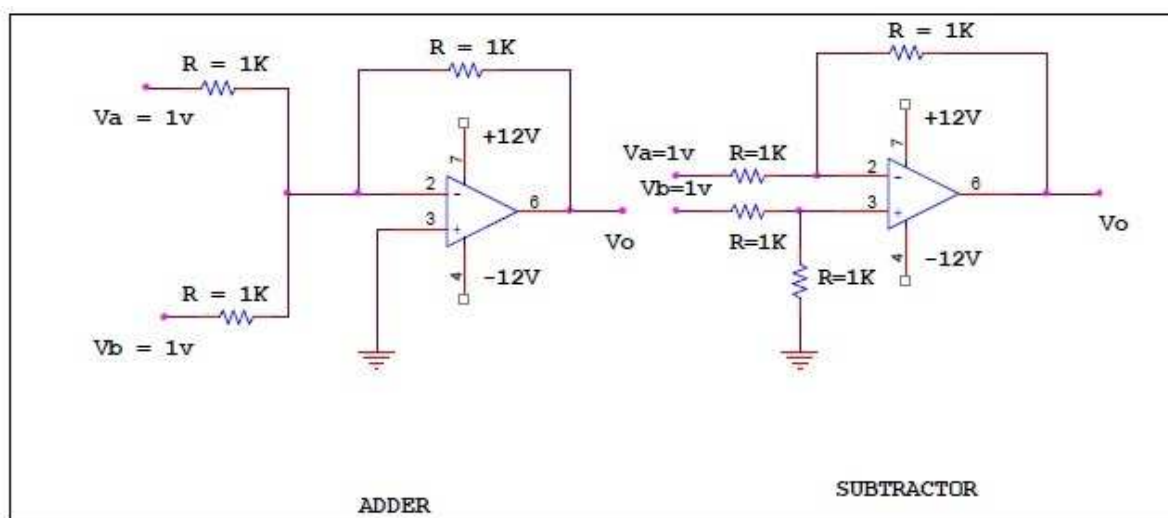 R = 1K
Va = 1v
R = 1K
Vb = 1v
R = 1K
+12V
7
2
-
3
+
6
4
-12V
Vo
ADDER
R = 1K
+12V
7
Va=1v
R=1K
2
-
Vb=1v
R=1K
3
+
6
4
-12V
Vo
R=1K
SUBTRACTOR